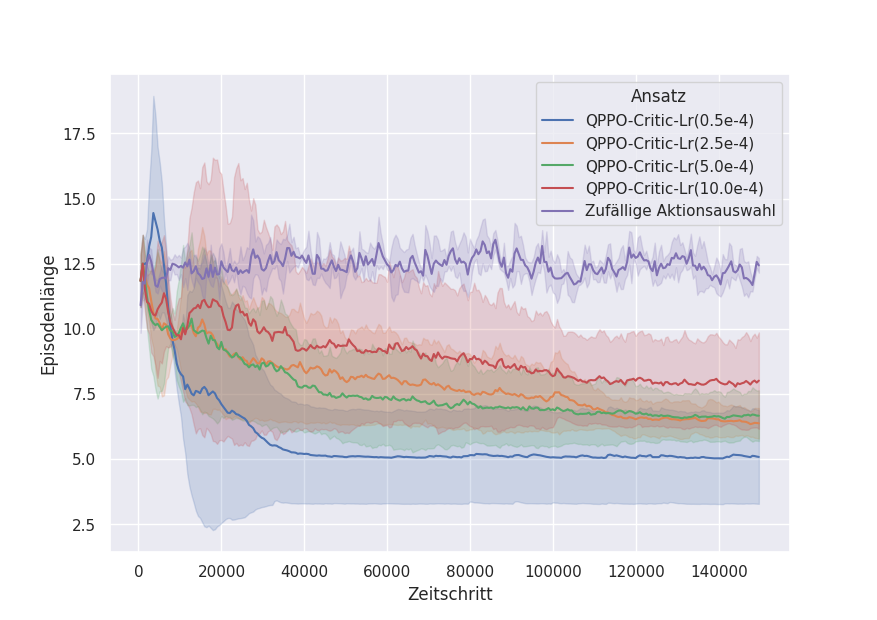 Ansatz
QPPO-Critic-Lr(0.5e-4)
QPPO-Critic-Lr(2.5e-4)
QPPO-Critic-Lr(5.0e-4)
QPPO-Critic-Lr(10.0e-4)
Zufällige Aktionsauswahl
Episodenlänge
17.5
15.0
12.5
10.0
7.5
5.0
2.5
0 20000 40000 60000 80000 100000 120000 140000
Zeitschritt